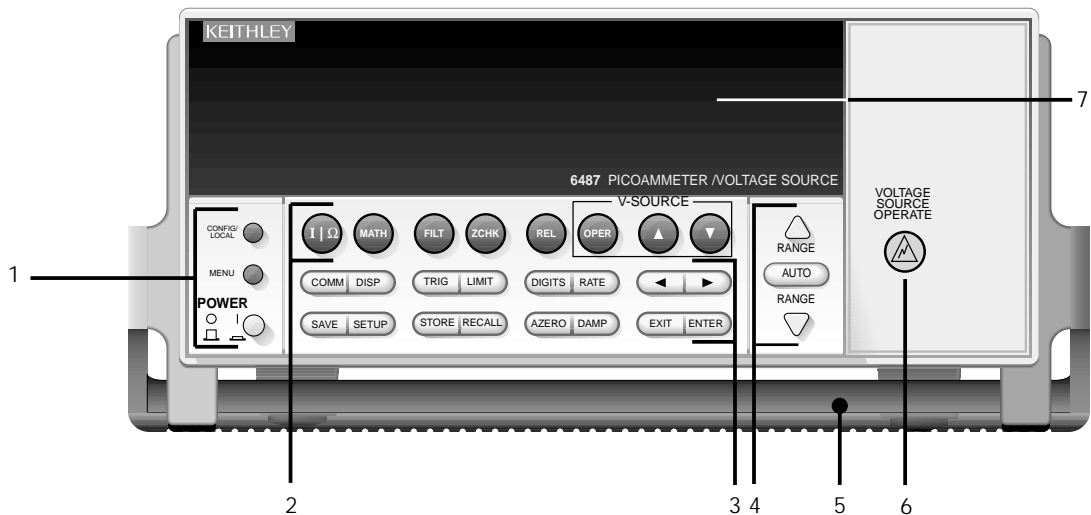 KEITHLEY
7
6487 PICOAMMETER /VOLTAGE SOURCE
V-SOURCE
VOLTAGE
SOURCE
OPERATE
CONFIG/
LOCAL
I | Ω MATH FILT ZCHK REL OPER
RANGE
1
MENU
COMM DISP TRIG LIMIT DIGITS RATE
AUTO
POWER
RANGE
SAVE SETUP STORE RECALL AZERO DAMP EXIT ENTER
2 3 4 5 6